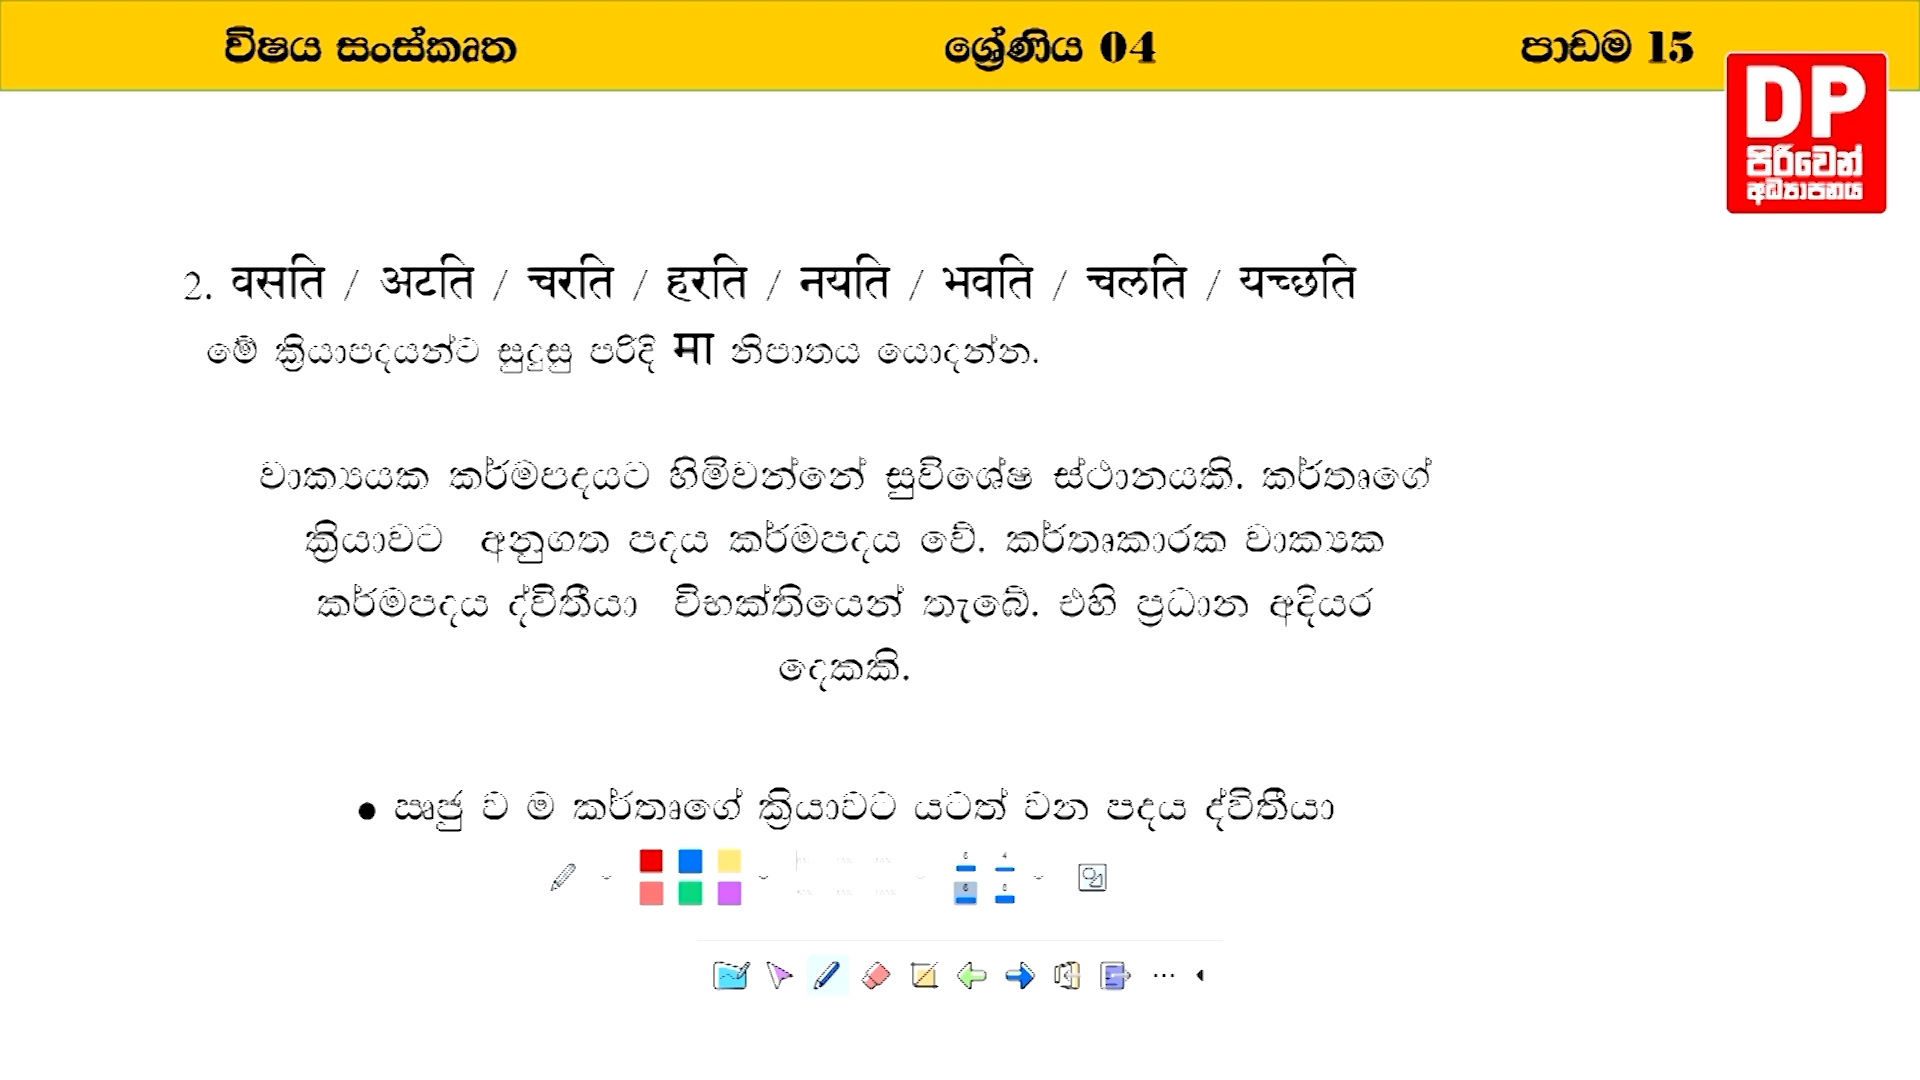 විෂය සංස්කෘත ශ්‍රේණිය 04 පාඩම 15
DP
පිරිවෙන්
අධ්‍යාපනය
2. वसति / अटति / चरति / हरति / नयति / भवति / चलति / यच्छति
මේ ක්‍රියාපදයන්ට සුදුසු පරිදි मा නිපාතය යොදන්න.
වාක්‍යයක කර්මපදයට හිමිවන්නේ සුවිශේෂ ස්ථානයකි. කර්තෘගේ
ක්‍රියාවට අනුගත පදය කර්මපදය වේ. කර්තෘකාරක වාක්‍යක
කර්මපදය ද්විතීයා විභක්තියෙන් තැබේ. එහි ප්‍රධාන අදියර
දෙකකි.
● ඍජු ව ම කර්තෘගේ ක්‍රියාවට යටත් වන පදය ද්විතීයා